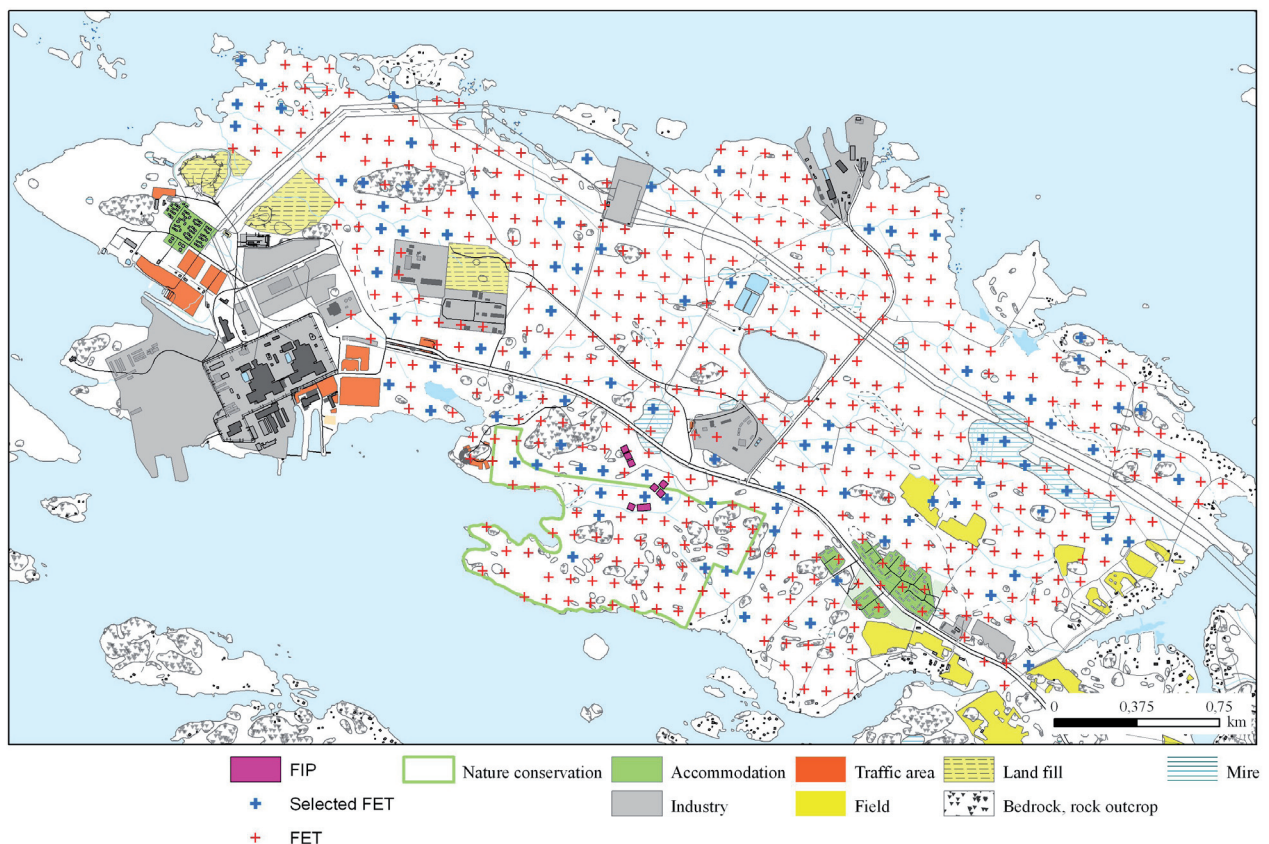 0 0,375 0,75
km
FIP Nature conservation Accommodation Traffic area Land fill Mire
Selected FET Industry Field Bedrock, rock outcrop
FET